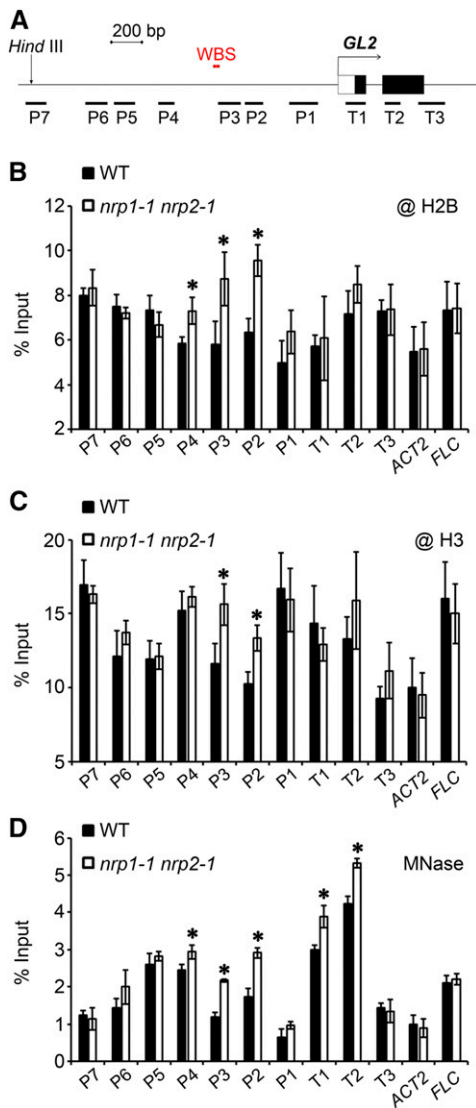 A
200 bp
Hind III
WBS
GL2
P7 P6 P5 P4 P3 P2 P1 T1 T2 T3
B
WT
nrp1-1 nrp2-1
@ H2B
* * *
% Input
12
10
8
6
4
2
P7 P6 P5 P4 P3 P2 P1 T1 T2 T3 ACT2 FLC
C
WT
nrp1-1 nrp2-1
@ H3
* *
% Input
20
15
10
5
P7 P6 P5 P4 P3 P2 P1 T1 T2 T3 ACT2 FLC
D
WT
nrp1-1 nrp2-1
MNase
* * * * *
% Input
6
5
4
3
2
1
0
P7 P6 P5 P4 P3 P2 P1 T1 T2 T3 ACT2 FLC